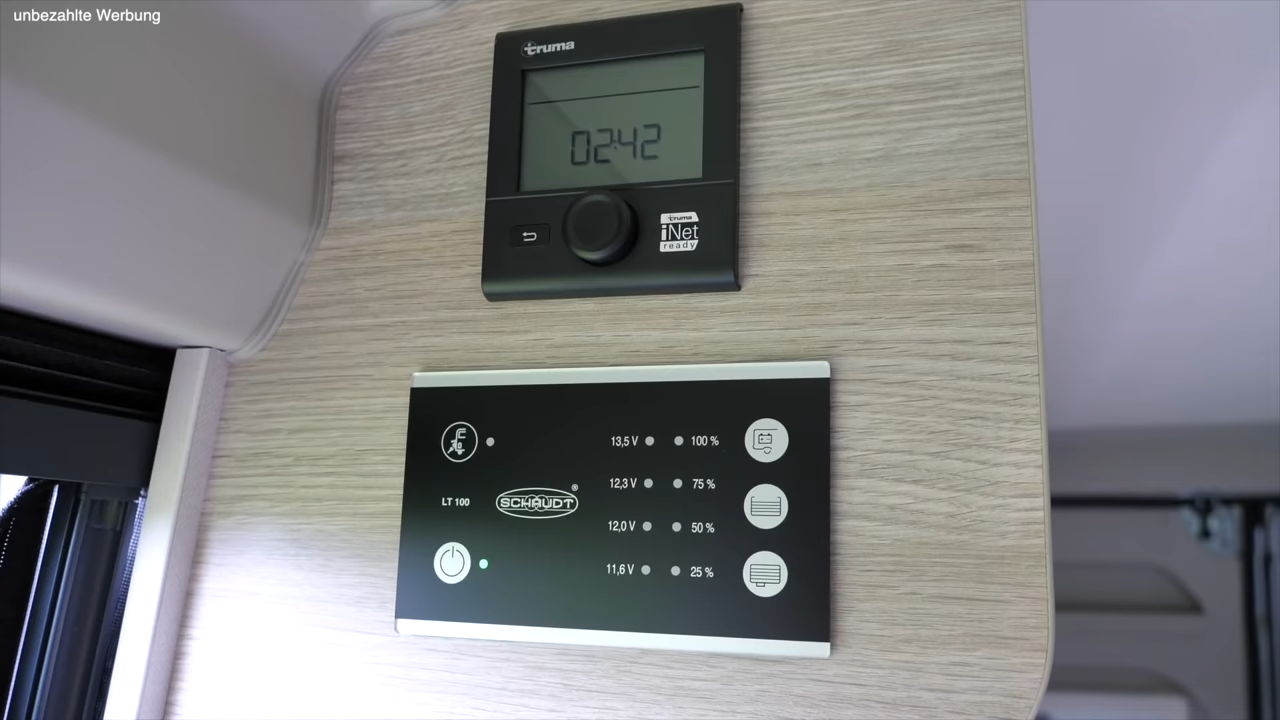 unbezahlte Werbung
truma
02:42
truma
iNet
ready
13,5 V 100 %
12,3 V 75 %
LT 100
SCHAUDT ®
12,0 V 50 %
11,6 V 25 %